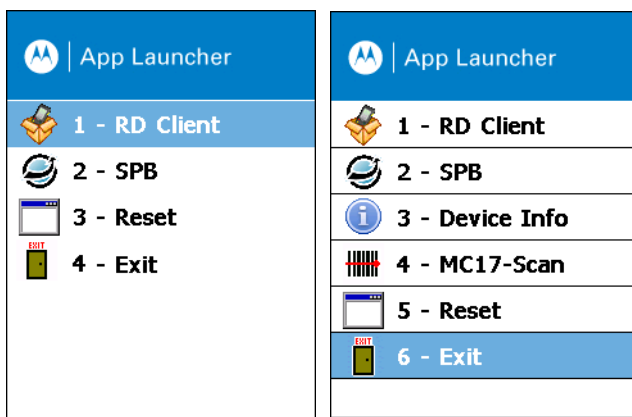 App Launcher
1 - RD Client
2 - SPB
3 - Reset
EXIT
4 - Exit
App Launcher
1 - RD Client
2 - SPB
3 - Device Info
4 - MC17-Scan
5 - Reset
EXIT
6 - Exit